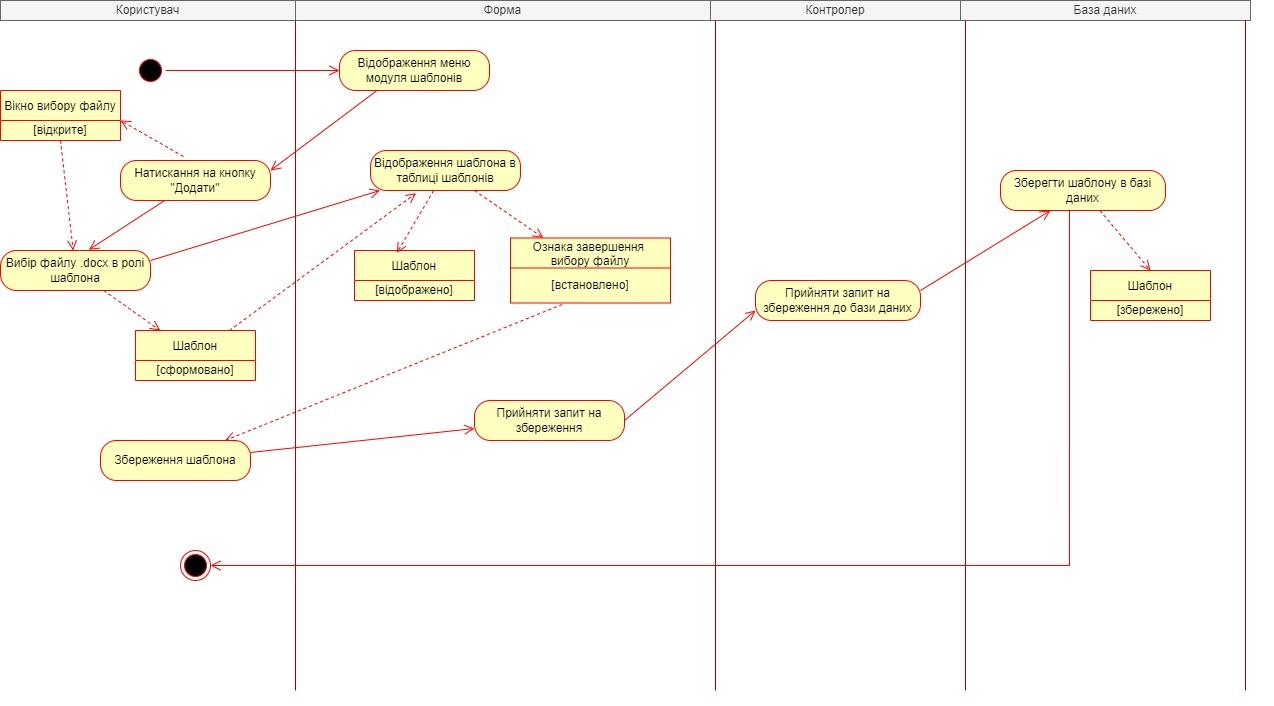 Користувач
Форма
Контролер
База даних
Відображення меню
модуля шаблонів
Вікно вибору файлу
[відкрите]
Натискання на кнопку
"Додати"
Відображення шаблона в
таблиці шаблонів
Зберегти шаблону в базі
даних
Вибір файлу .docx в ролі
шаблона
Шаблон
[відображено]
Ознака завершення
вибору файлу
[встановлено]
Прийняти запит на
збереження до бази даних
Шаблон
[збережено]
Шаблон
[сформовано]
Прийняти запит на
збереження
Збереження шаблона